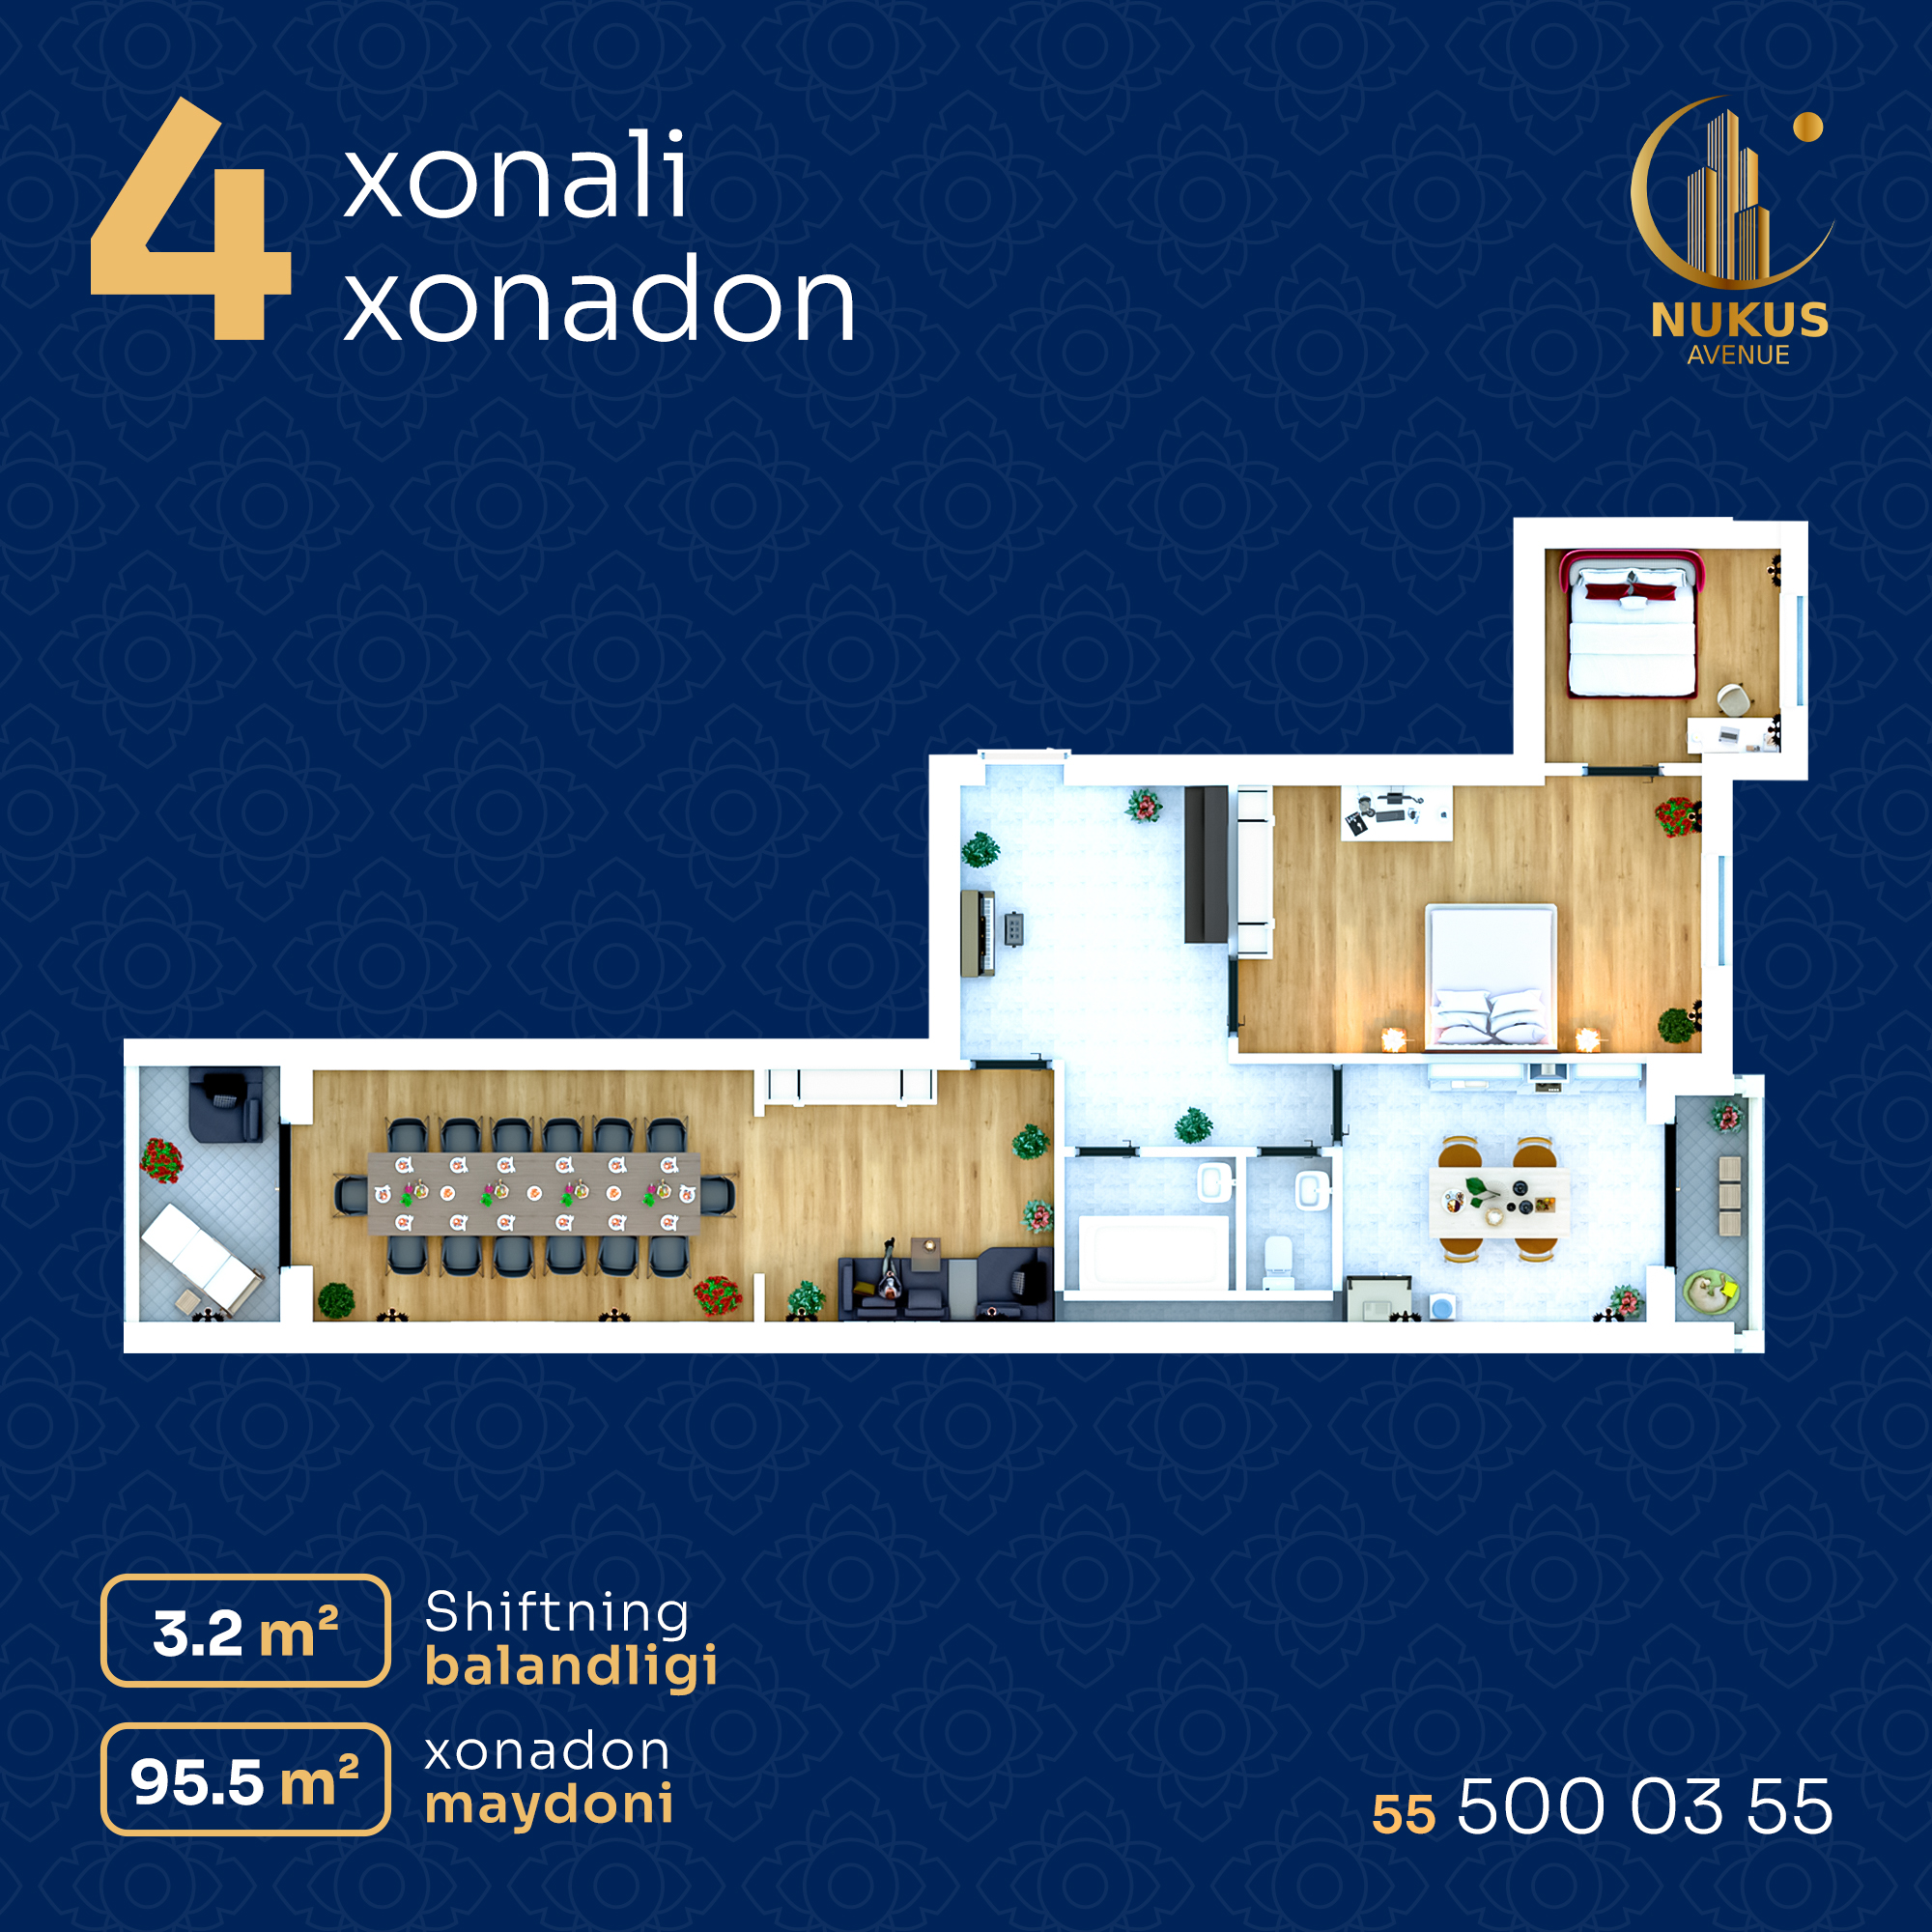 4 xonali
xonadon
NUKUS
AVENUE
3.2 m²
Shiftning
balandligi
95.5 m²
xonadon
maydoni
55 500 03 55